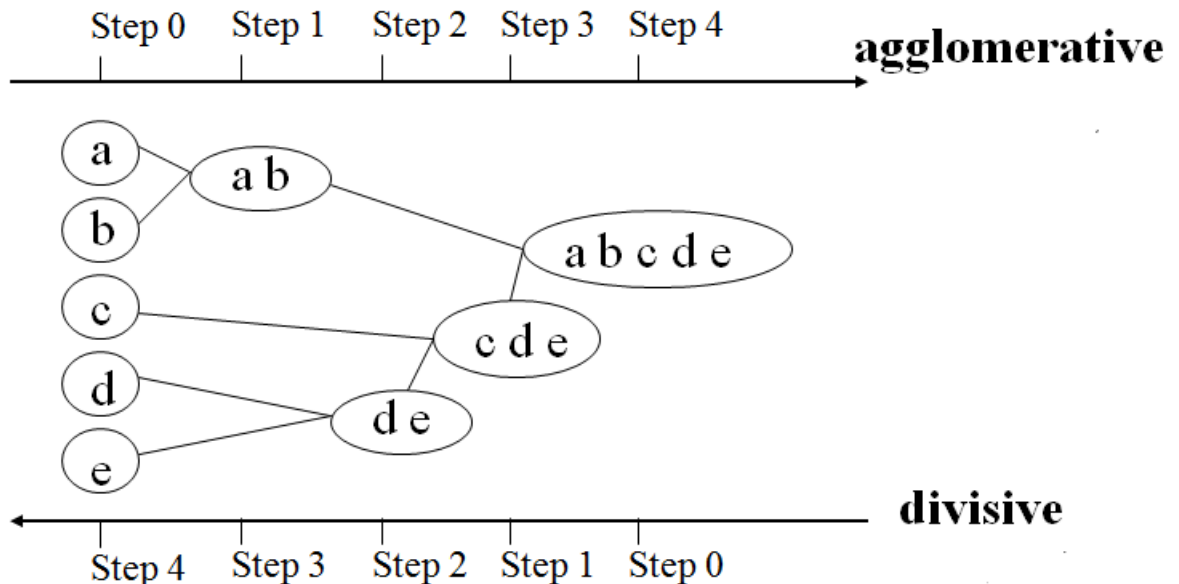 Step 0 Step 1 Step 2 Step 3 Step 4
agglomerative
a
a b
b
a b c d e
c
c d e
d
d e
e
divisive
Step 4 Step 3 Step 2 Step 1 Step 0